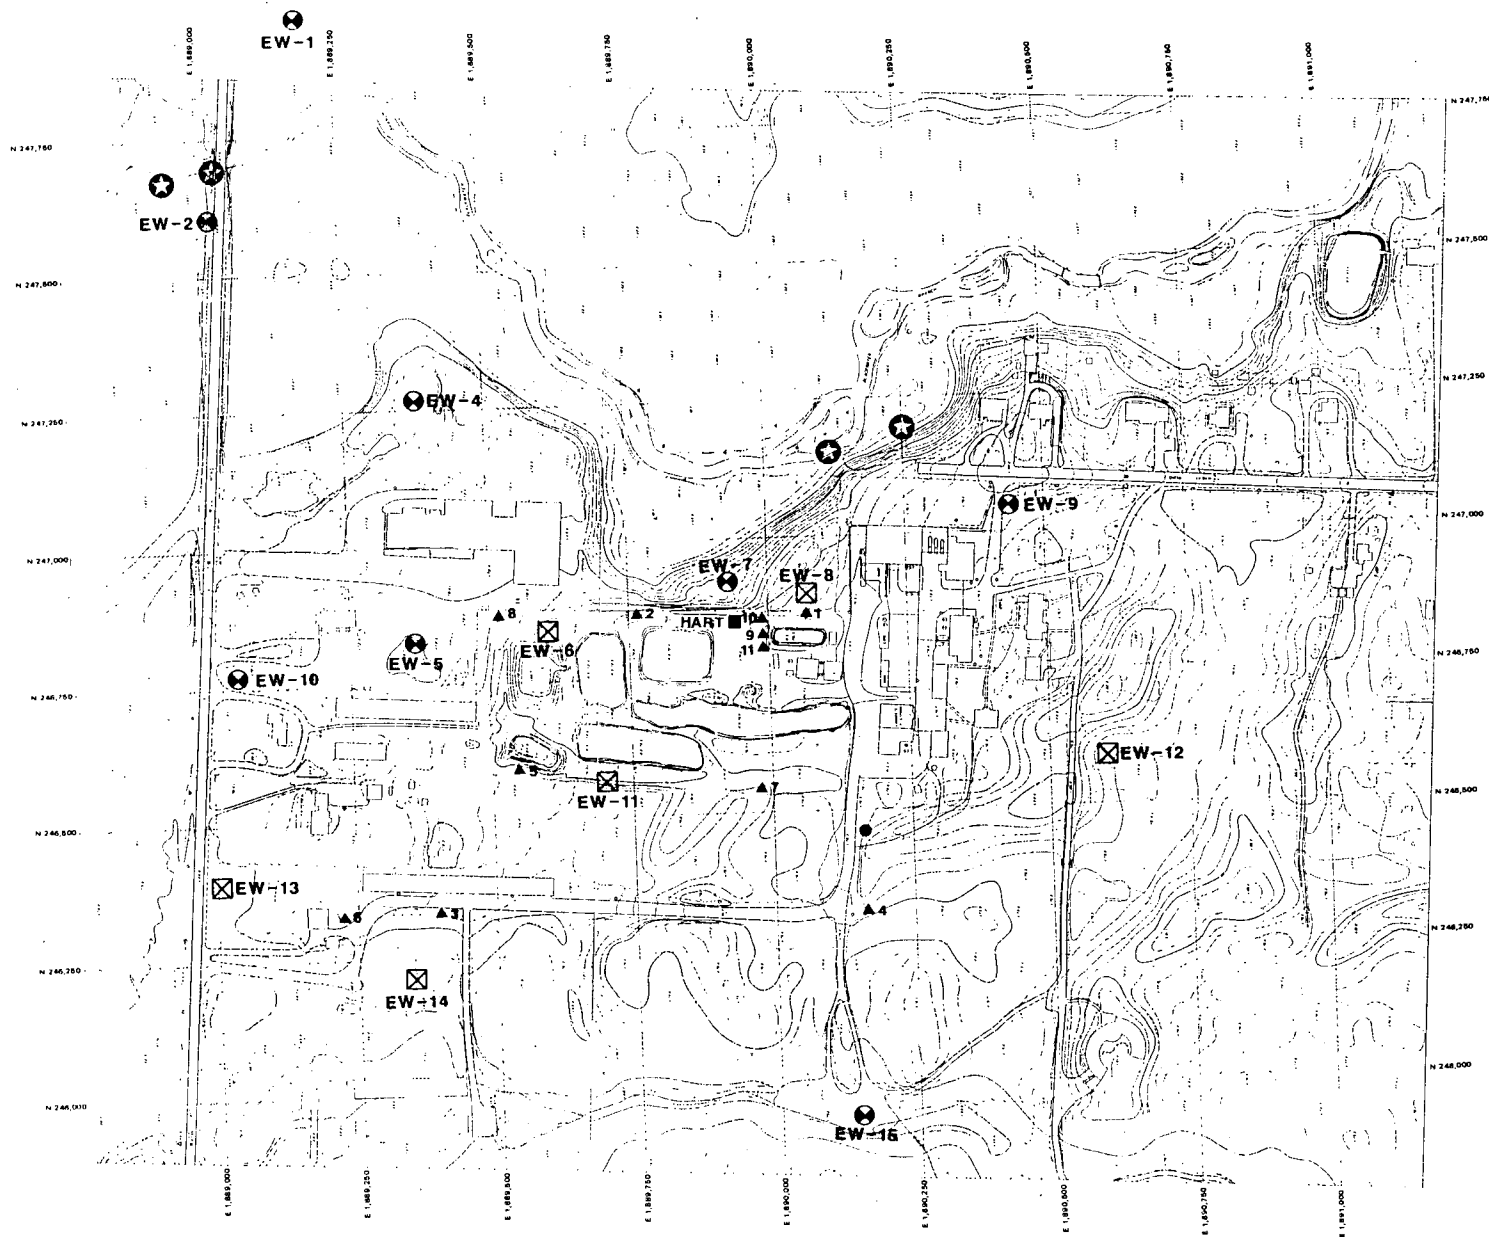 EW-1
E 1,889,000
E 1,889,250
E 1,889,500
E 1,889,750
E 1,890,000
E 1,890,250
E 1,890,500
E 1,890,750
E 1,891,000
N 247,750
N 247,750
EW-2
N 247,500
N 247,500
N 247,250
EW-4
N 247,250
EW-9
N 247,000
N 247,000
EW-7
EW-8
8
2
HART
10
1
9
11
EW-5
EW-6
N 246,750
EW-10
N 246,750
EW-12
5
EW-11
7
N 246,500
N 246,500
EW-13
6
3
4
N 246,250
N 246,250
EW-14
N 246,000
N 246,000
EW-15
E 1,889,000
E 1,889,250
E 1,889,500
E 1,889,750
E 1,890,000
E 1,890,250
E 1,890,500
E 1,890,750
E 1,891,000